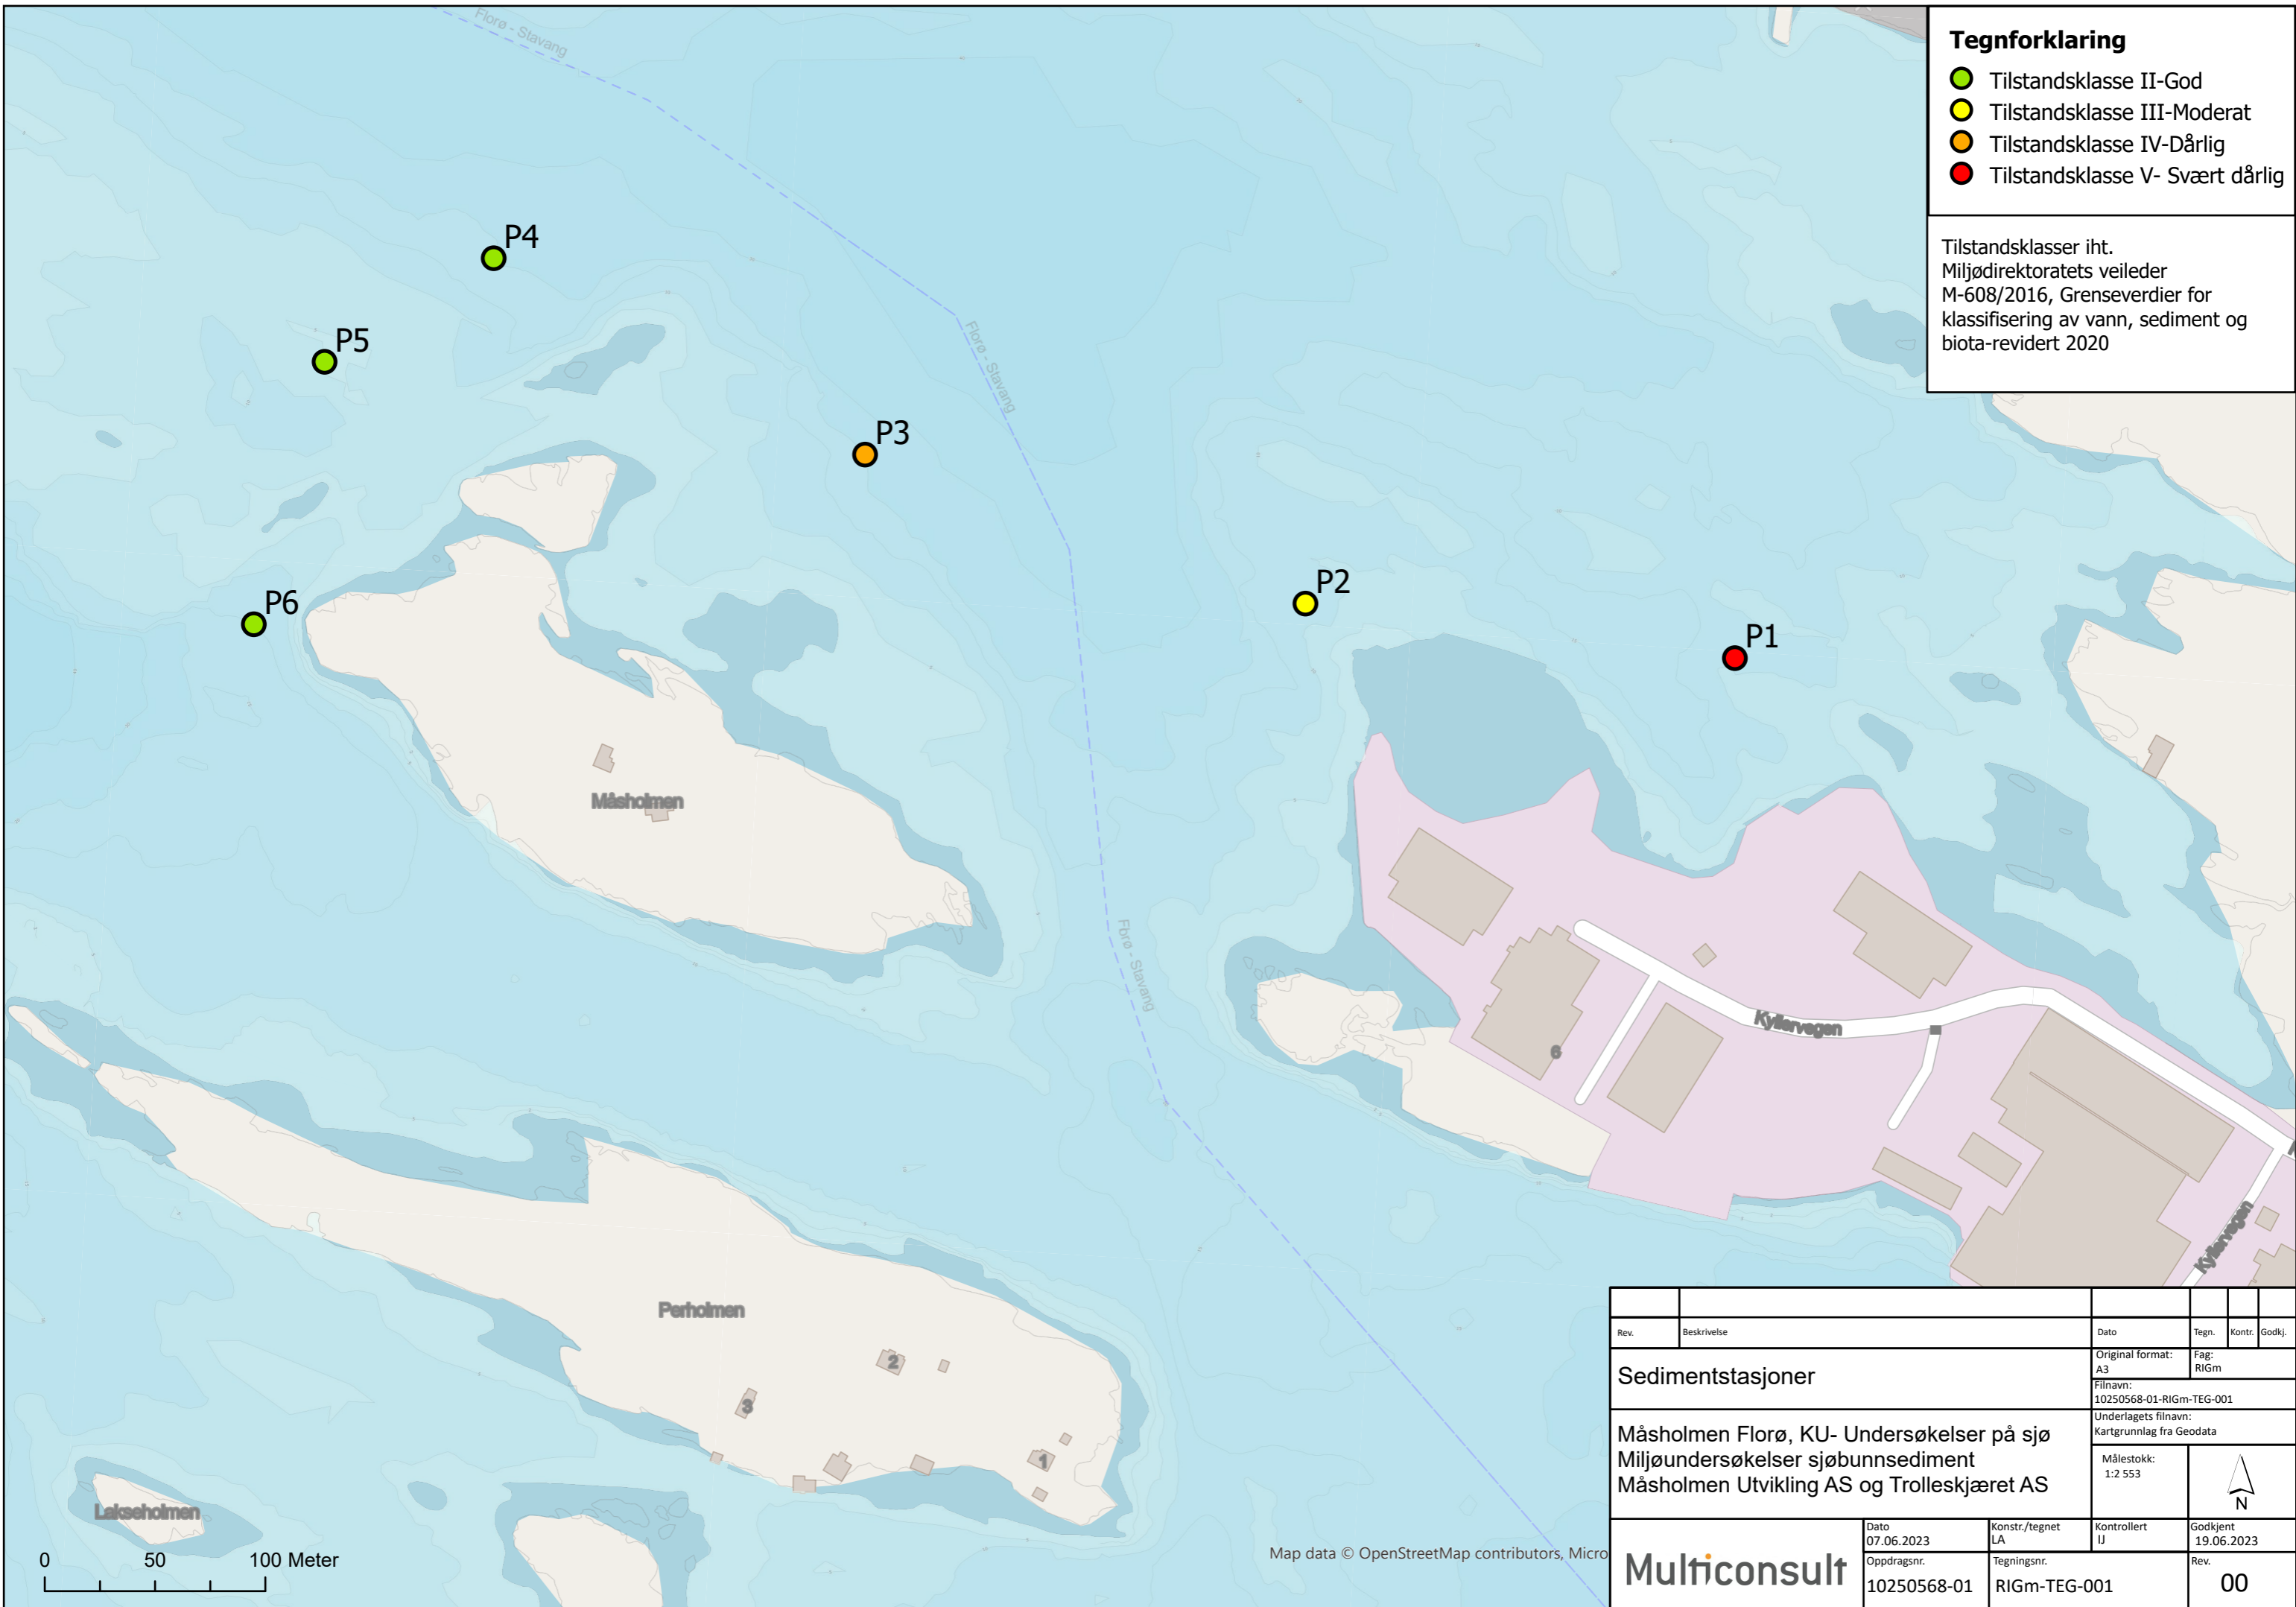 Florø - Stavang
P4
P5
P3
Florø - Stavang
P2
P6
P1
Måsholmen
Florø - Stavang
Kyllervegen
6
Kyllervegen
Perholmen
2
3
1
Lakseholmen
0 50 100 Meter
Map data © OpenStreetMap contributors, Micro
Tegnforklaring
Tilstandsklasse II-God
Tilstandsklasse III-Moderat
Tilstandsklasse IV-Dårlig
Tilstandsklasse V- Svært dårlig
Tilstandsklasser iht.
Miljødirektoratets veileder
M-608/2016, Grenseverdier for
klassifisering av vann, sediment og
biota-revidert 2020
Rev. Beskrivelse Dato Tegn. Kontr. Godkj.
Sedimentstasjoner
Original format:
A3
Fag:
RIGm
Filnavn:
10250568-01-RIGm-TEG-001
Måsholmen Florø, KU- Undersøkelser på sjø
Miljøundersøkelser sjøbunnsediment
Måsholmen Utvikling AS og Trolleskjæret AS
Underlagets filnavn:
Kartgrunnlag fra Geodata
Målestokk:
1:2 553
N
Multiconsult
Dato
07.06.2023
Konstr./tegnet
LA
Kontrollert
IJ
Godkjent
19.06.2023
Oppdragsnr.
10250568-01
Tegningsnr.
RIGm-TEG-001
Rev.
00